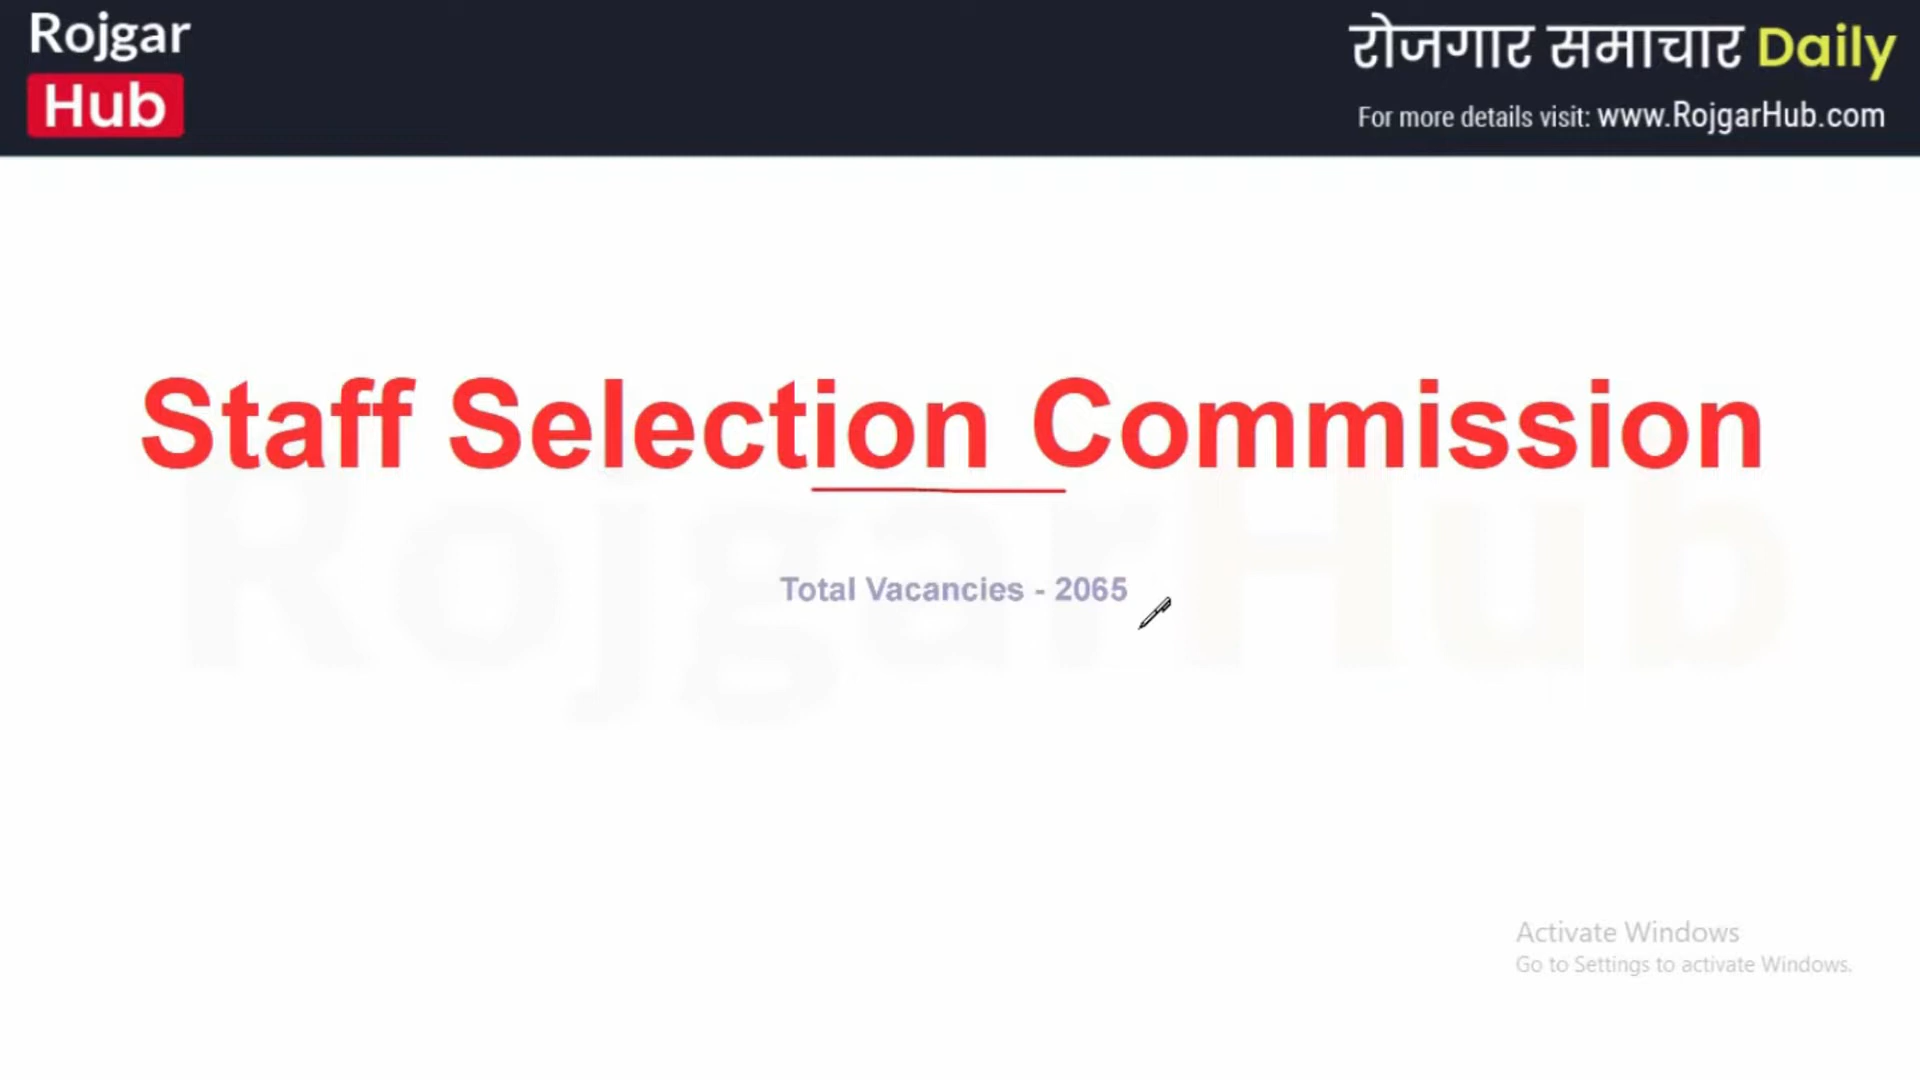 Rojgar
Hub
रोजगार समाचार Daily
For more details visit: www.RojgarHub.com
Staff Selection Commission
RojgarHub
Total Vacancies - 2065
Activate Windows
Go to Settings to activate Windows.